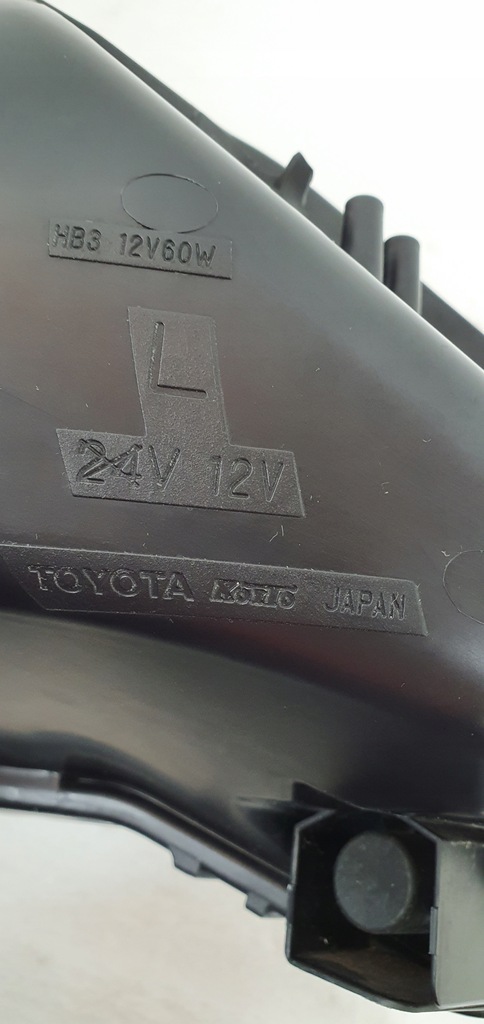 HB3 12V60W
L
24V 12V
TOYOTA KOITO JAPAN